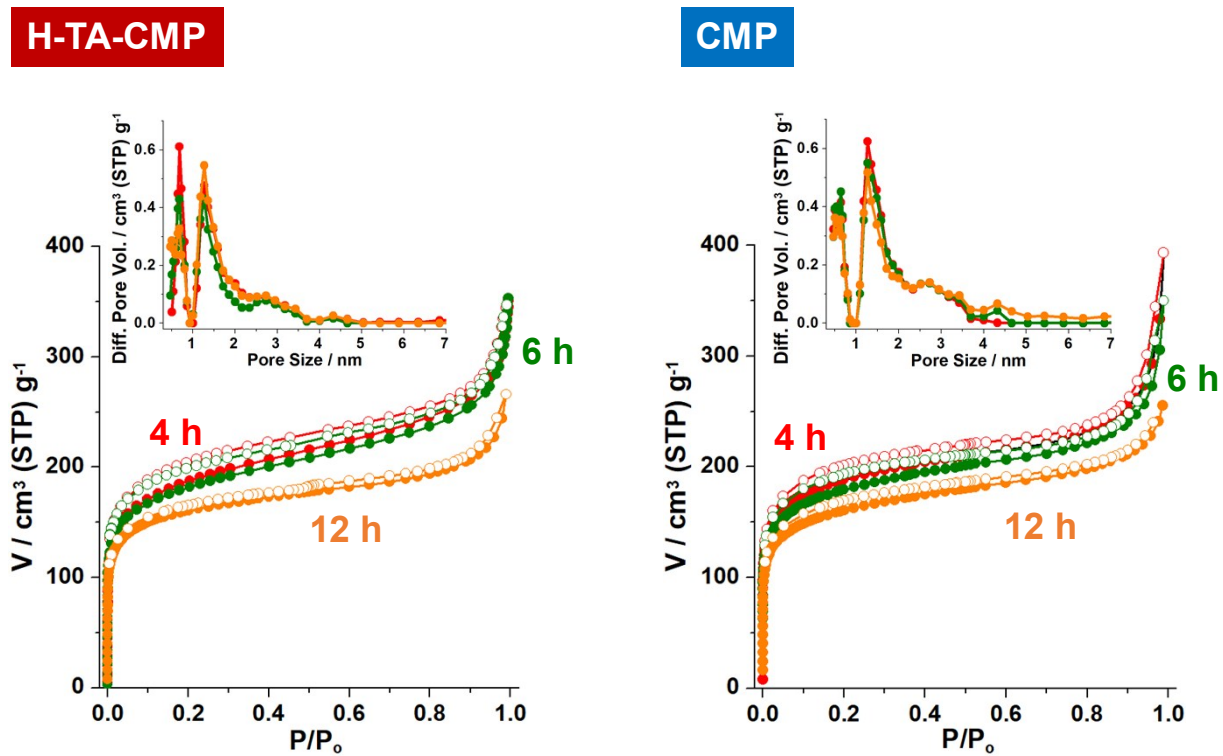 H-TA-CMP
CMP
Diff. Pore Vol. / cm³ (STP) g⁻¹
0.6
0.4
0.2
0.0
1 2 3 4 5 6 7
Pore Size / nm
V / cm³ (STP) g⁻¹
400
300
200
100
0
0.0 0.2 0.4 0.6 0.8 1.0
P/Pₒ
4 h
6 h
12 h
Diff. Pore Vol. / cm³ (STP) g⁻¹
0.6
0.4
0.2
0.0
1 2 3 4 5 6 7
Pore Size / nm
V / cm³ (STP) g⁻¹
400
300
200
100
0
0.0 0.2 0.4 0.6 0.8 1.0
P/Pₒ
4 h
6 h
12 h